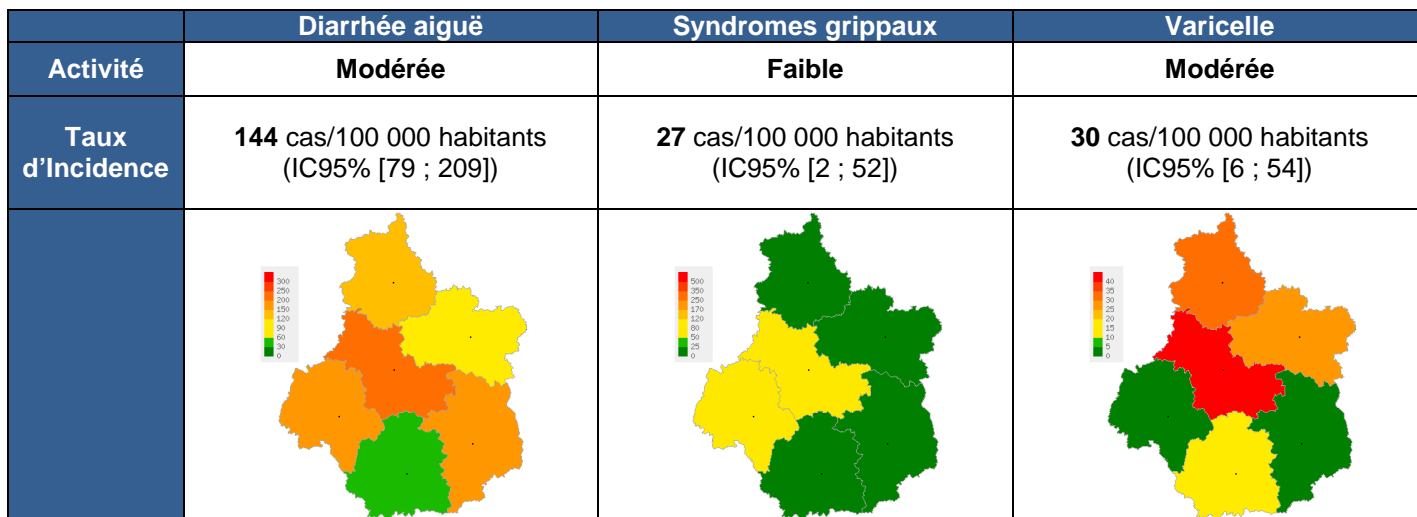 Diarrhée aiguë
Syndromes grippaux
Varicelle
Activité
Modérée
Faible
Modérée
Taux
d'Incidence
144 cas/100 000 habitants
(IC95% [79 ; 209])
27 cas/100 000 habitants
(IC95% [2 ; 52])
30 cas/100 000 habitants
(IC95% [6 ; 54])
300
250
200
150
120
90
60
30
0
500
350
250
170
120
80
50
25
0
40
35
30
25
20
15
10
5
0